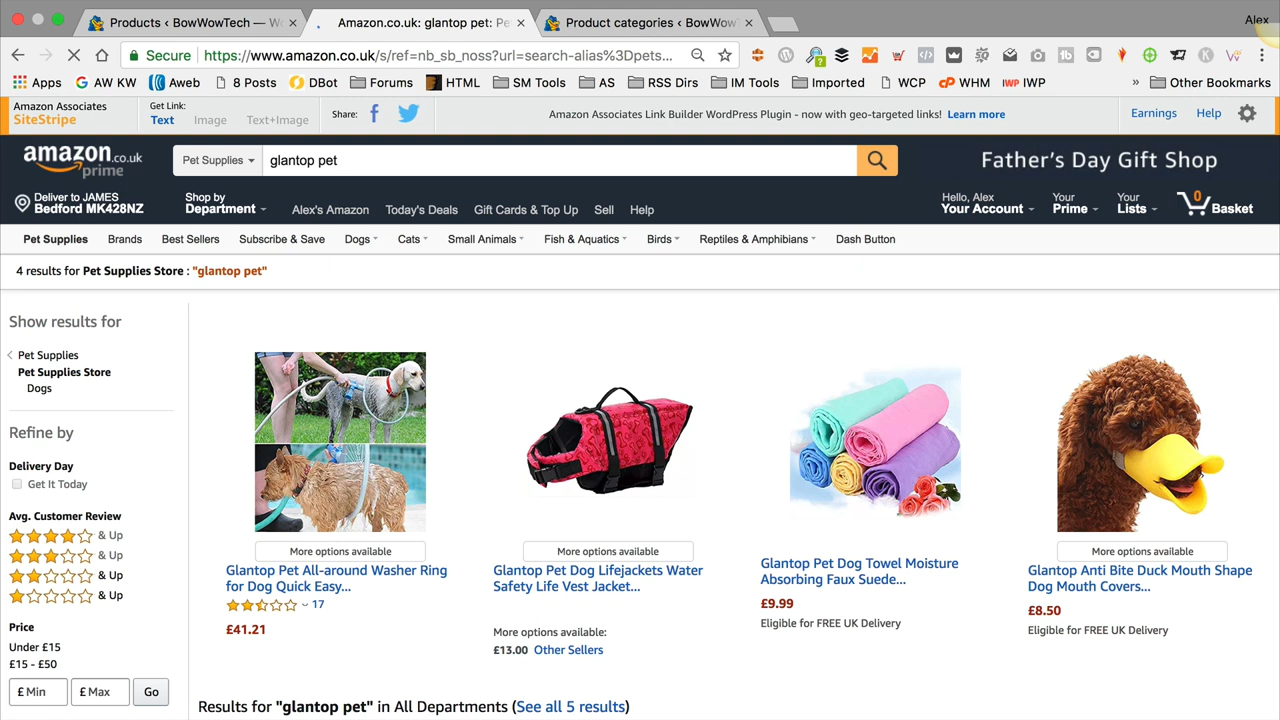 Products ‹ BowWowTech — Wo
Amazon.co.uk: glantop pet: Pet
Product categories ‹ BowWowT
Alex
Secure https://www.amazon.co.uk/s/ref=nb_sb_noss?url=search-alias%3Dpets...
Apps AW KW Aweb 8 Posts DBot Forums HTML SM Tools AS RSS Dirs IM Tools Imported WCP WHM IWP » Other Bookmarks
Amazon Associates
SiteStripe
Get Link:
Text Image Text+Image
Share:
Amazon Associates Link Builder WordPress Plugin - now with geo-targeted links! Learn more
Earnings Help
amazon.co.uk
prime
Pet Supplies glantop pet
Father's Day Gift Shop
Deliver to JAMES
Bedford MK428NZ
Shop by
Department
Alex's Amazon Today's Deals Gift Cards & Top Up Sell Help
Hello, Alex
Your Account
Your
Prime
Your
Lists
0
Basket
Pet Supplies Brands Best Sellers Subscribe & Save Dogs Cats Small Animals Fish & Aquatics Birds Reptiles & Amphibians Dash Button
4 results for Pet Supplies Store : "glantop pet"
Show results for
Pet Supplies
Pet Supplies Store
Dogs
Refine by
Delivery Day
Get It Today
Avg. Customer Review
& Up
& Up
& Up
& Up
Price
Under £15
£15 - £50
£ Min £ Max Go
More options available
Glantop Pet All-around Washer Ring
for Dog Quick Easy...
17
£41.21
More options available
Glantop Pet Dog Lifejackets Water
Safety Life Vest Jacket...
More options available:
£13.00 Other Sellers
Glantop Pet Dog Towel Moisture
Absorbing Faux Suede...
£9.99
Eligible for FREE UK Delivery
More options available
Glantop Anti Bite Duck Mouth Shape
Dog Mouth Covers...
£8.50
Eligible for FREE UK Delivery
Results for "glantop pet" in All Departments (See all 5 results)